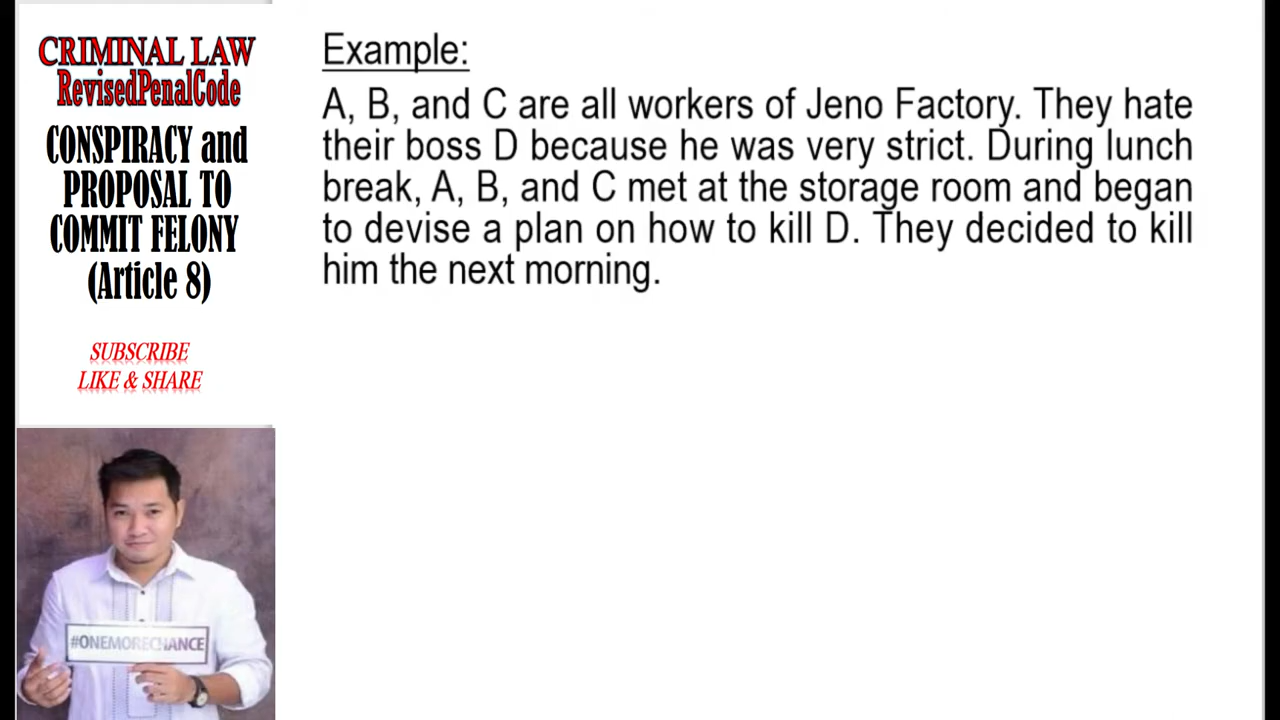 CRIMINAL LAW
RevisedPenalCode
CONSPIRACY and
PROPOSAL TO
COMMIT FELONY
(Article 8)
SUBSCRIBE
LIKE & SHARE
#ONEMORECHANCE
Example:
A, B, and C are all workers of Jeno Factory. They hate
their boss D because he was very strict. During lunch
break, A, B, and C met at the storage room and began
to devise a plan on how to kill D. They decided to kill
him the next morning.